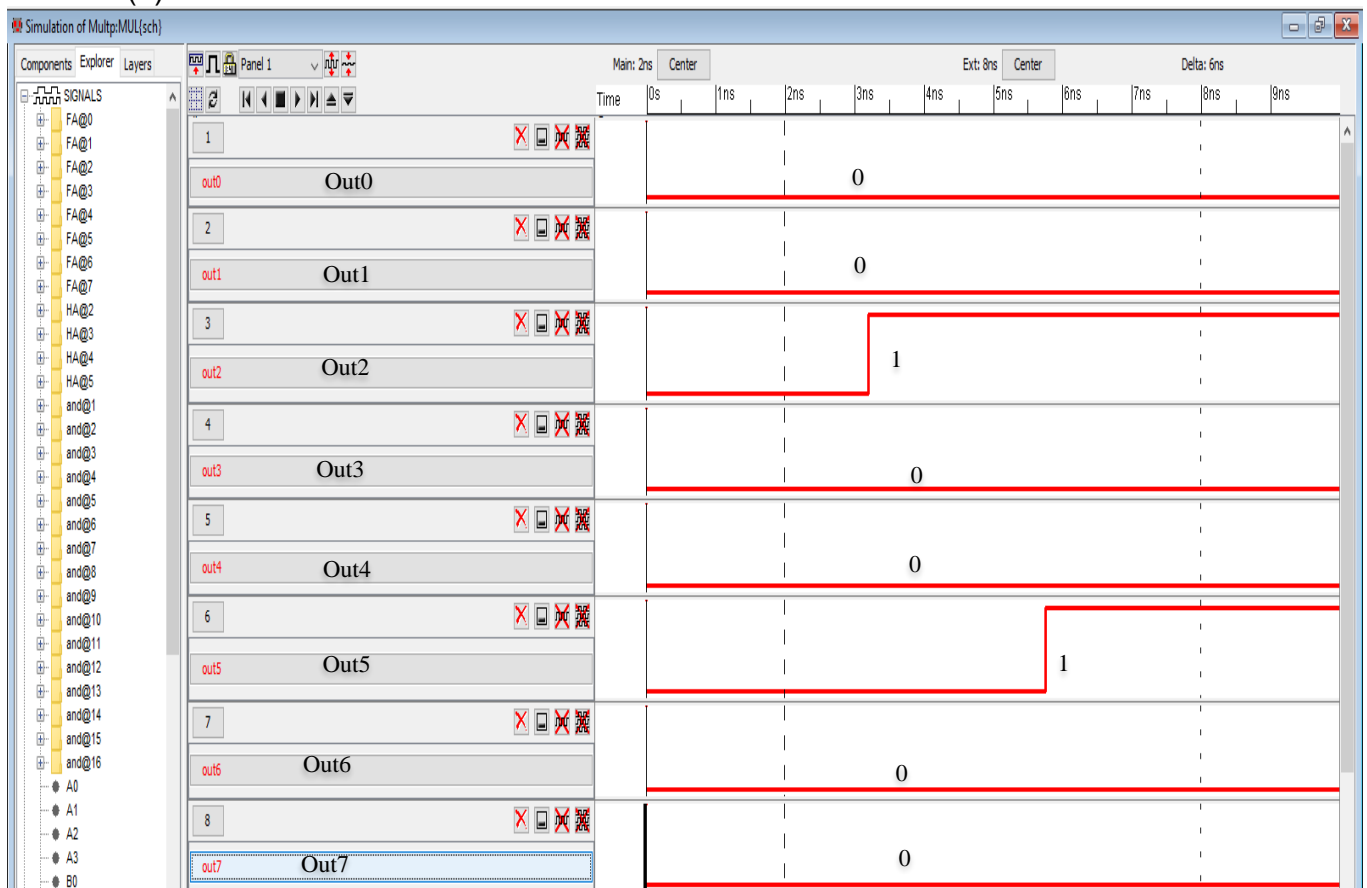 Simulation of Multp:MUL{sch}
Components Explorer Layers
Panel 1
Main: 2ns Center Ext: 8ns Center Delta: 6ns
Time 0s 1ns 2ns 3ns 4ns 5ns 6ns 7ns 8ns 9ns
SIGNALS
FA@0
FA@1
FA@2
FA@3
FA@4
FA@5
FA@6
FA@7
HA@2
HA@3
HA@4
HA@5
and@1
and@2
and@3
and@4
and@5
and@6
and@7
and@8
and@9
and@10
and@11
and@12
and@13
and@14
and@15
and@16
A0
A1
A2
A3
B0
1
out0 Out0 0
2
out1 Out1 0
3
out2 Out2 1
4
out3 Out3 0
5
out4 Out4 0
6
out5 Out5 1
7
out6 Out6 0
8
out7 Out7 0